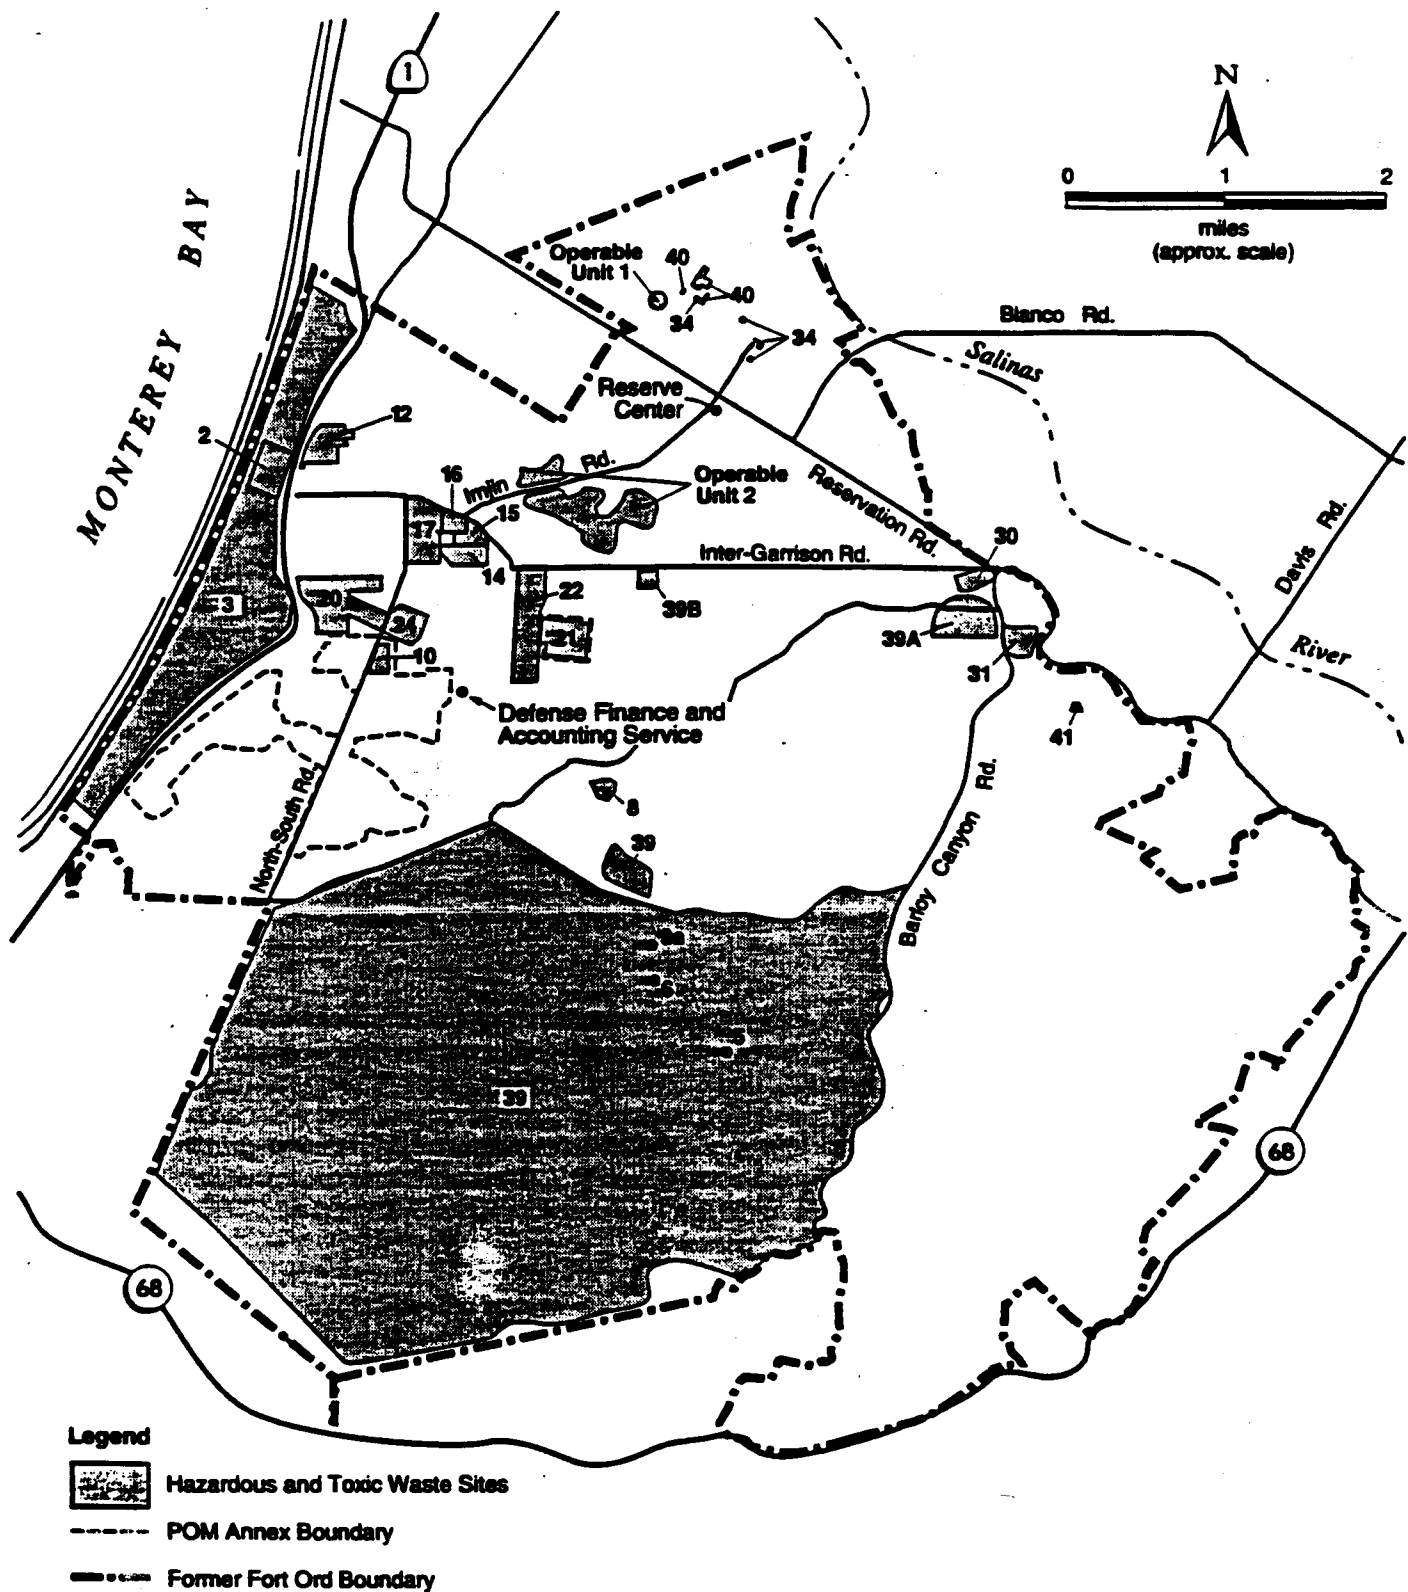 1
N
0 1 2
miles
(approx. scale)
MONTEREY BAY
Operable
Unit 1
40
40
34
34
Blanco Rd.
Salinas
Reserve
Center
12
2
Imjin Rd.
Operable
Unit 2
Reservation Rd.
16
15
17
14
30
Inter-Garrison Rd.
Davis Rd.
3
20
24
22
39B
21
39A
31
River
10
Defense Finance and
Accounting Service
41
North-South Rd.
8
39
Barloy Canyon Rd.
5
39
68
68
Legend
Hazardous and Toxic Waste Sites
POM Annex Boundary
Former Fort Ord Boundary